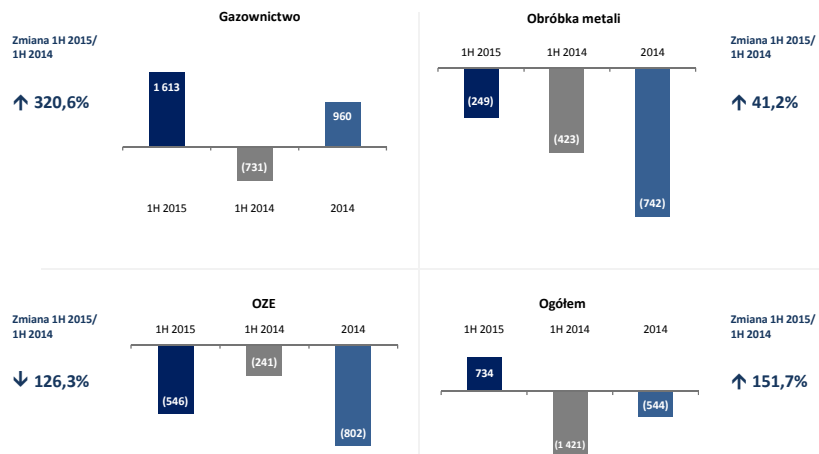 Gazownictwo
Zmiana 1H 2015/
1H 2014
↑ 320,6%
1 613
(731)
960
1H 2015 1H 2014 2014
Obróbka metali
1H 2015 1H 2014 2014
(249)
(423)
(742)
Zmiana 1H 2015/
1H 2014
↑ 41,2%
OZE
Zmiana 1H 2015/
1H 2014
↓ 126,3%
1H 2015 1H 2014 2014
(546)
(241)
(802)
Ogółem
1H 2015 1H 2014 2014
734
(1 421)
(544)
Zmiana 1H 2015/
1H 2014
↑ 151,7%